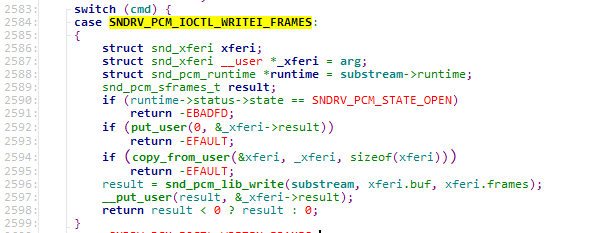 2583: switch (cmd) {
2584: case SNDRV_PCM_IOCTL_WRITEI_FRAMES:
2585: {
2586: struct snd_xferi xferi;
2587: struct snd_xferi __user *_xferi = arg;
2588: struct snd_pcm_runtime *runtime = substream->runtime;
2589: snd_pcm_sframes_t result;
2590: if (runtime->status->state == SNDRV_PCM_STATE_OPEN)
2591: return -EBADFD;
2592: if (put_user(0, &_xferi->result))
2593: return -EFAULT;
2594: if (copy_from_user(&xferi, _xferi, sizeof(xferi)))
2595: return -EFAULT;
2596: result = snd_pcm_lib_write(substream, xferi.buf, xferi.frames);
2597: __put_user(result, &_xferi->result);
2598: return result < 0 ? result : 0;
2599: }